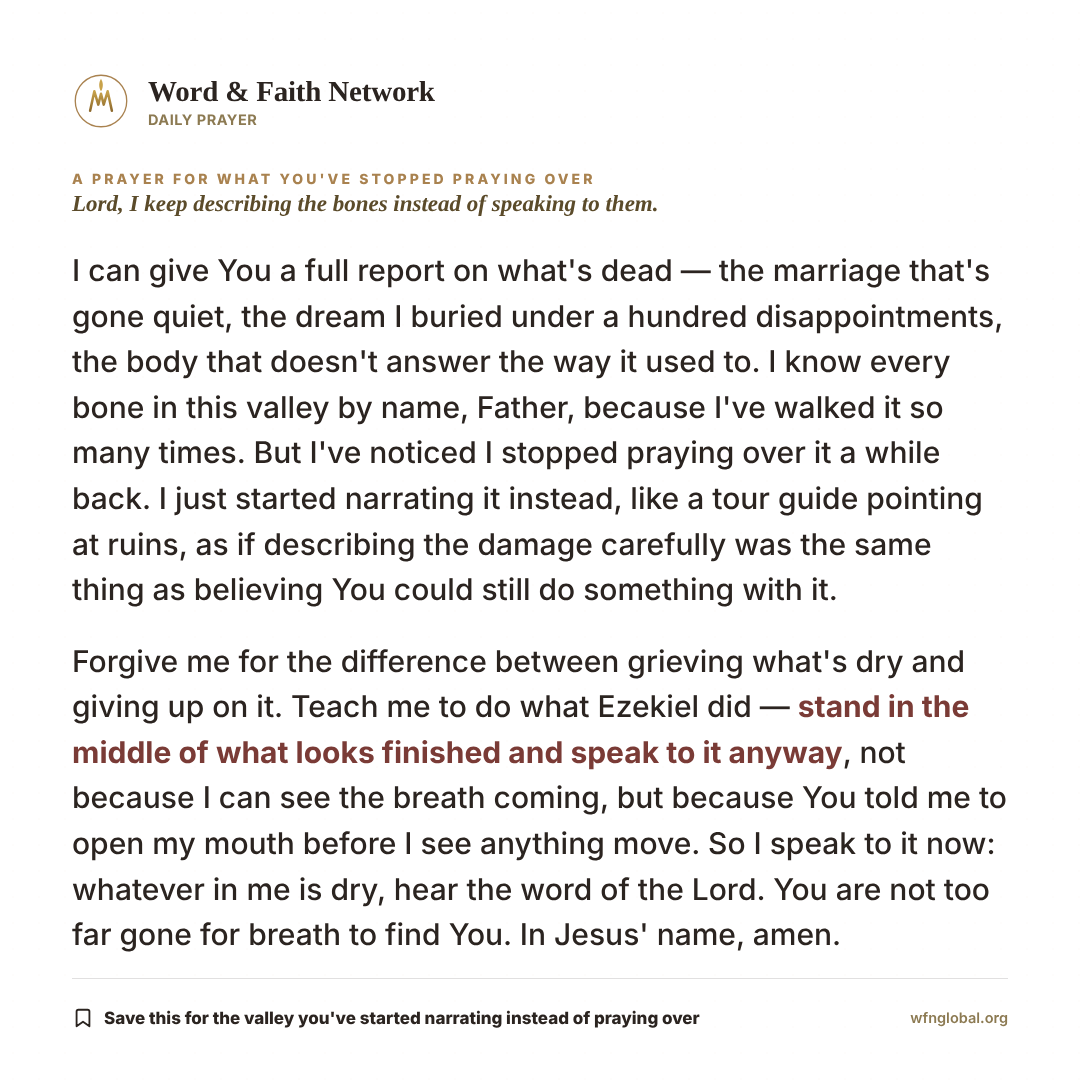 Word & Faith Network
DAILY PRAYER
A PRAYER FOR WHAT YOU'VE STOPPED PRAYING OVER
Lord, I keep describing the bones instead of speaking to them.
I can give You a full report on what's dead — the marriage that's
gone quiet, the dream I buried under a hundred disappointments,
the body that doesn't answer the way it used to. I know every
bone in this valley by name, Father, because I've walked it so
many times. But I've noticed I stopped praying over it a while
back. I just started narrating it instead, like a tour guide pointing
at ruins, as if describing the damage carefully was the same
thing as believing You could still do something with it.
Forgive me for the difference between grieving what's dry and
giving up on it. Teach me to do what Ezekiel did — stand in the
middle of what looks finished and speak to it anyway, not
because I can see the breath coming, but because You told me to
open my mouth before I see anything move. So I speak to it now:
whatever in me is dry, hear the word of the Lord. You are not too
far gone for breath to find You. In Jesus' name, amen.
Save this for the valley you've started narrating instead of praying over
wfnglobal.org